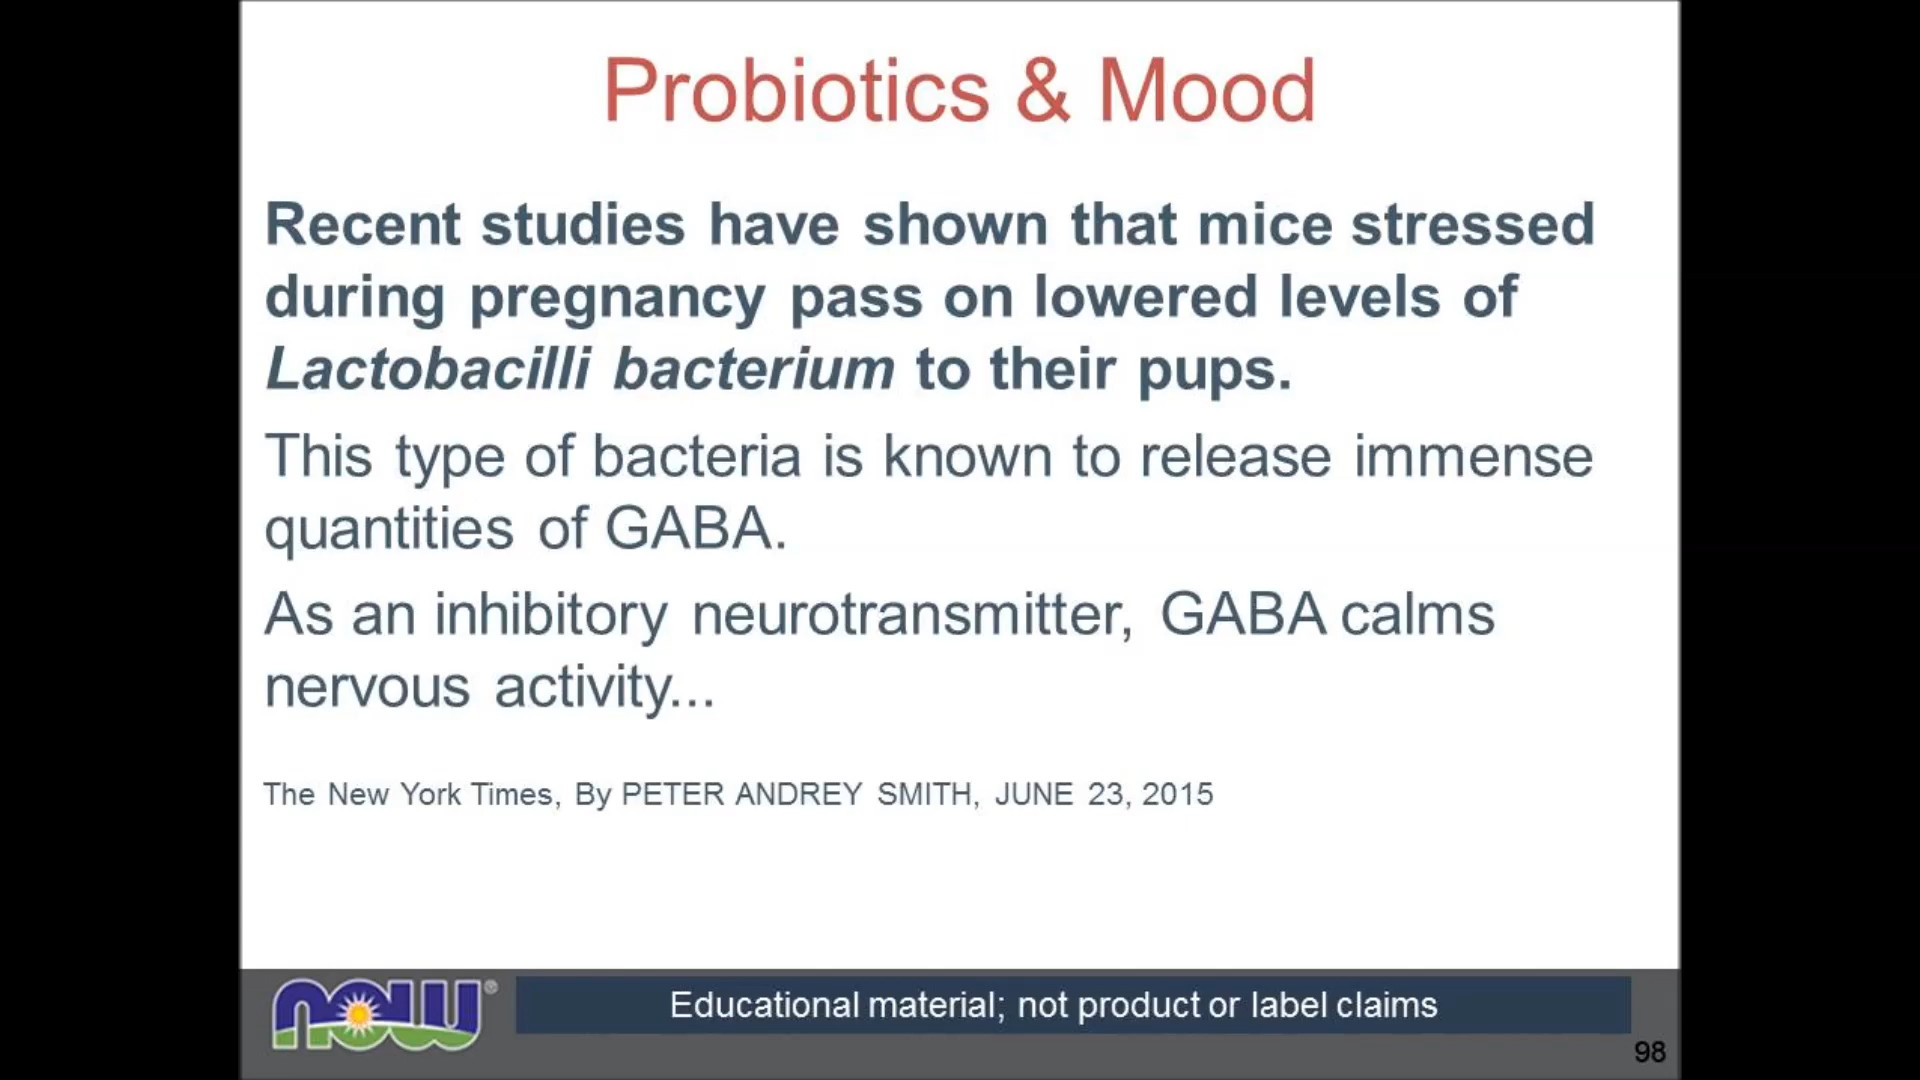 Probiotics & Mood
Recent studies have shown that mice stressed
during pregnancy pass on lowered levels of
Lactobacilli bacterium to their pups.
This type of bacteria is known to release immense
quantities of GABA.
As an inhibitory neurotransmitter, GABA calms
nervous activity...
The New York Times, By PETER ANDREY SMITH, JUNE 23, 2015
now®
Educational material; not product or label claims
98